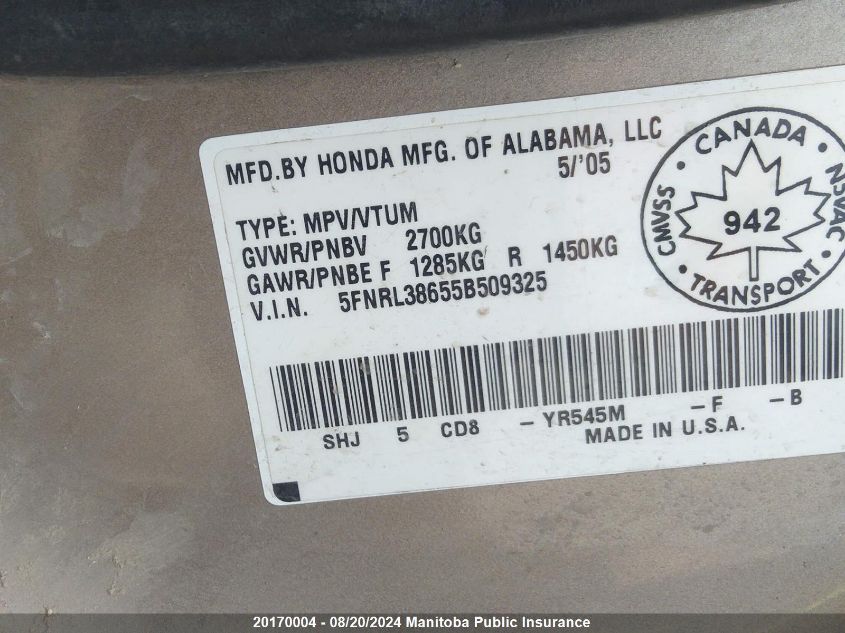 MFD.BY HONDA MFG. OF ALABAMA, LLC
5/'05
TYPE: MPV/VTUM
GVWR/PNBV 2700KG
GAWR/PNBE F 1285KG R 1450KG
V.I.N. 5FNRL38655B509325
CANADA
CMVSS
942
NSVAC
TRANSPORT
SHJ 5 CD8 - YR545M - F - B
MADE IN U.S.A.
20170004 - 08/20/2024 Manitoba Public Insurance